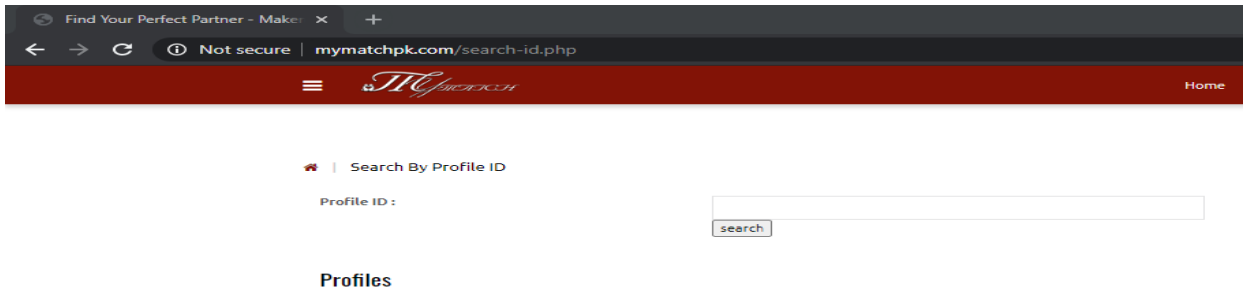 Find Your Perfect Partner - Maker
Not secure | mymatchpk.com/search-id.php
Home
| Search By Profile ID
Profile ID :
search
Profiles